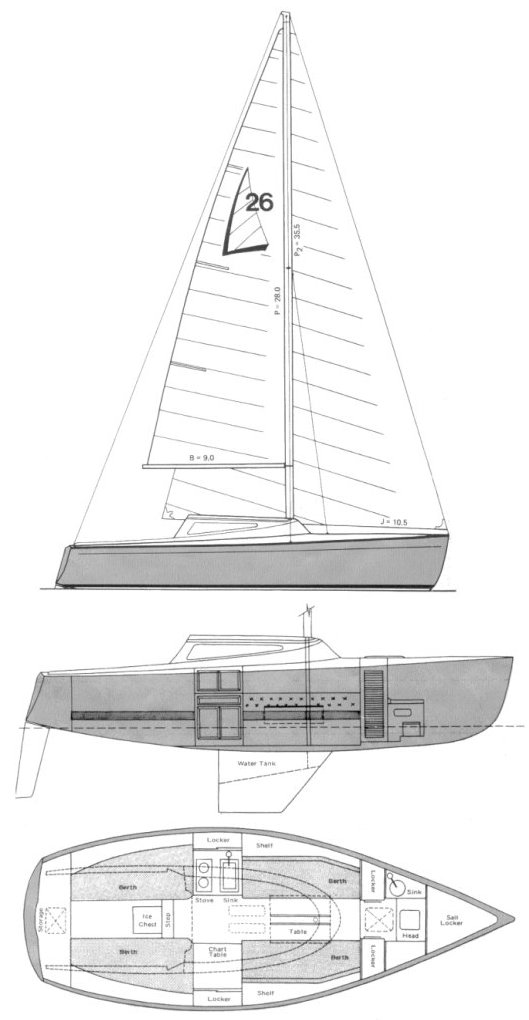 26
P₂ = 35.5
P = 28.0
B = 9.0
J = 10.5
Water Tank
Locker
Shelf
Berth
Stove
Sink
Berth
Locker
Sink
Storage
Ice
Chest
Step
Table
Head
Sail
Locker
Berth
Chart
Table
Berth
Locker
Locker
Shelf